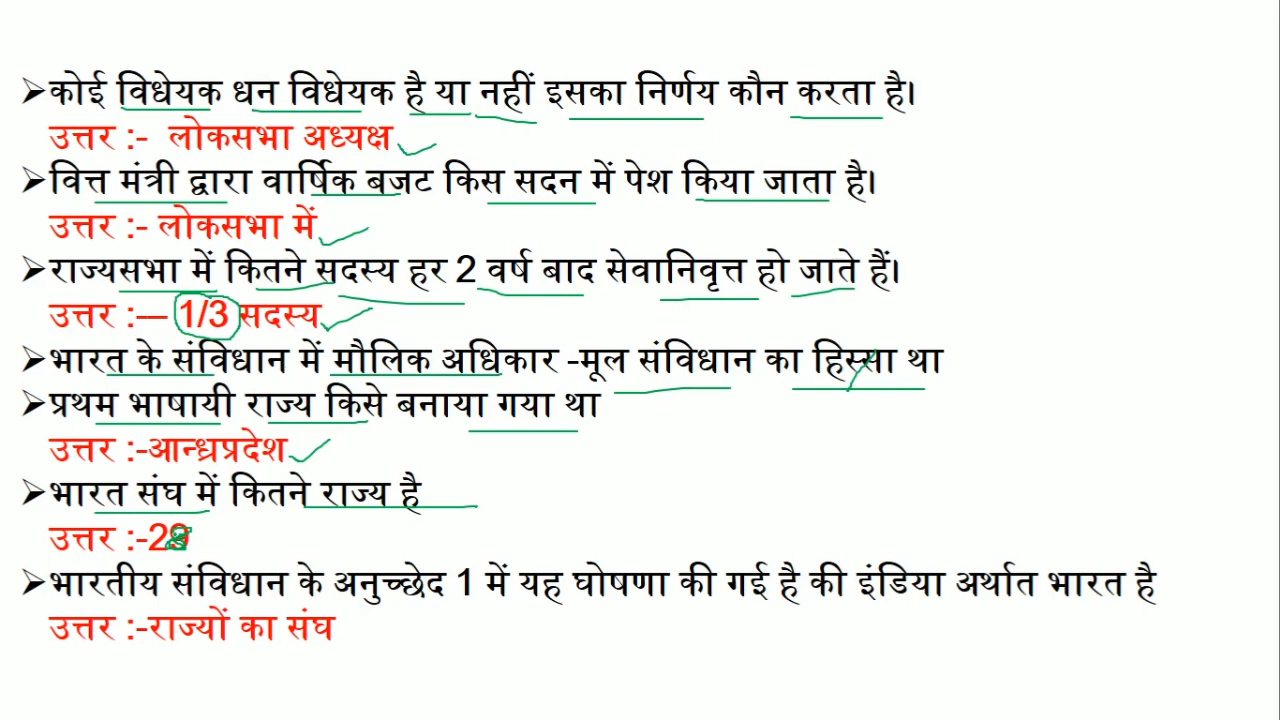 ➢कोई विधेयक धन विधेयक है या नहीं इसका निर्णय कौन करता है।
उत्तर :- लोकसभा अध्यक्ष
➢वित्त मंत्री द्वारा वार्षिक बजट किस सदन में पेश किया जाता है।
उत्तर :- लोकसभा में
➢राज्यसभा में कितने सदस्य हर 2 वर्ष बाद सेवानिवृत्त हो जाते हैं।
उत्तर :-– 1/3 सदस्य
➢भारत के संविधान में मौलिक अधिकार -मूल संविधान का हिस्सा था
➢प्रथम भाषायी राज्य किसे बनाया गया था
उत्तर :-आन्ध्रप्रदेश
➢भारत संघ में कितने राज्य है
उत्तर :-28
➢भारतीय संविधान के अनुच्छेद 1 में यह घोषणा की गई है की इंडिया अर्थात भारत है
उत्तर :-राज्यों का संघ